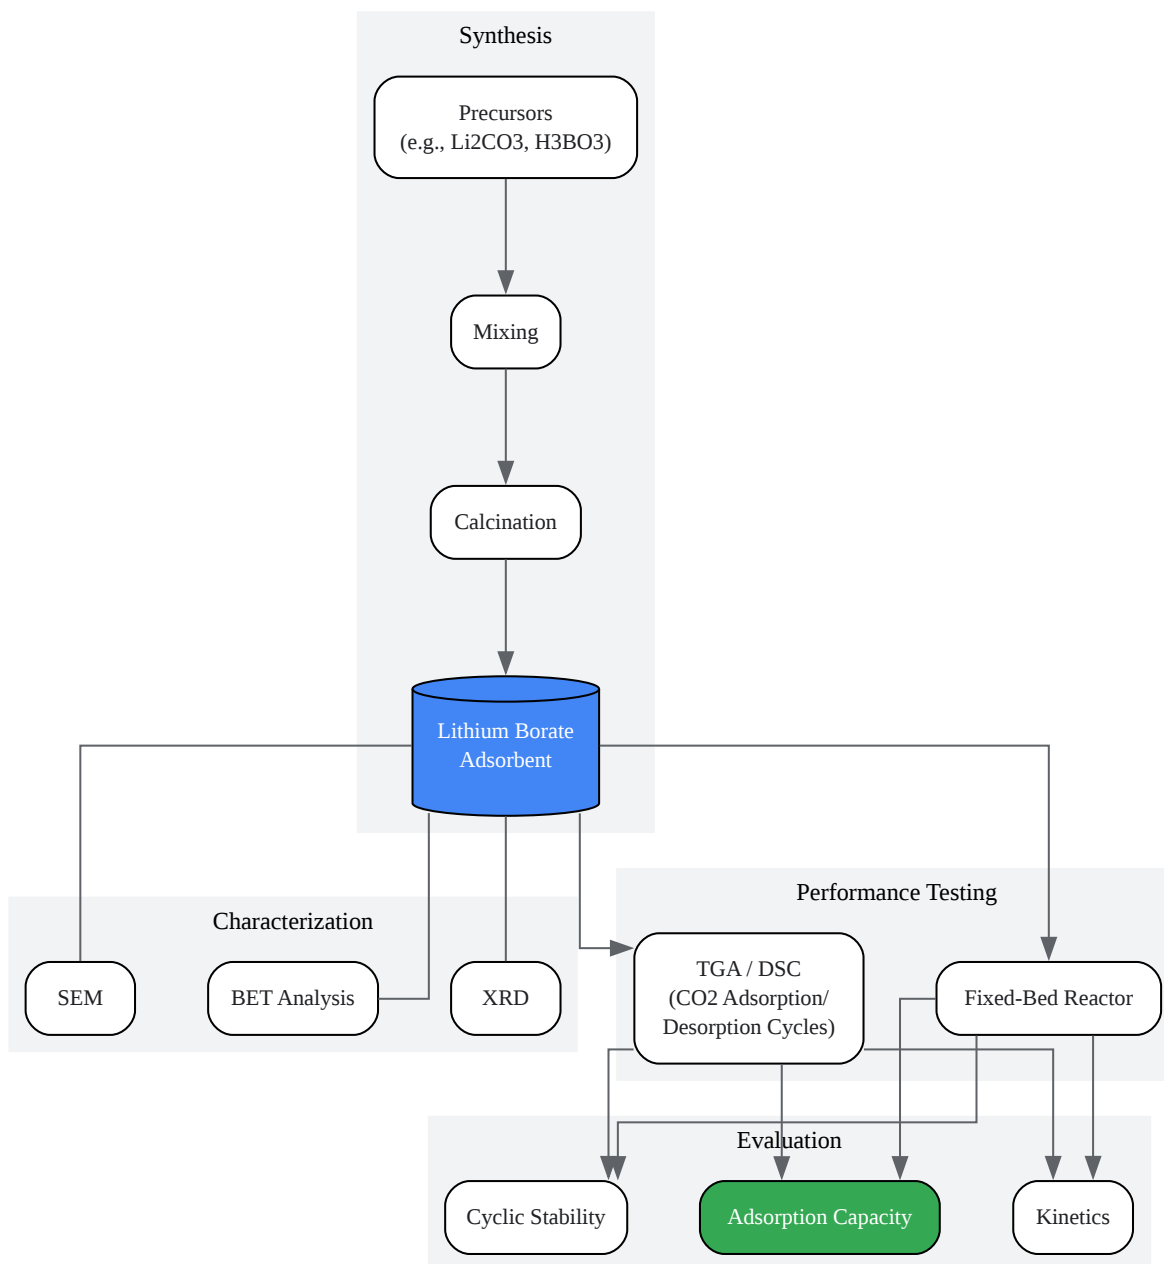 Synthesis
Precursors
(e.g., Li2CO3, H3BO3)
Mixing
Calcination
Lithium Borate
Adsorbent
Characterization
SEM
BET Analysis
XRD
Performance Testing
TGA / DSC
(CO2 Adsorption/
Desorption Cycles)
Fixed-Bed Reactor
Evaluation
Cyclic Stability
Adsorption Capacity
Kinetics